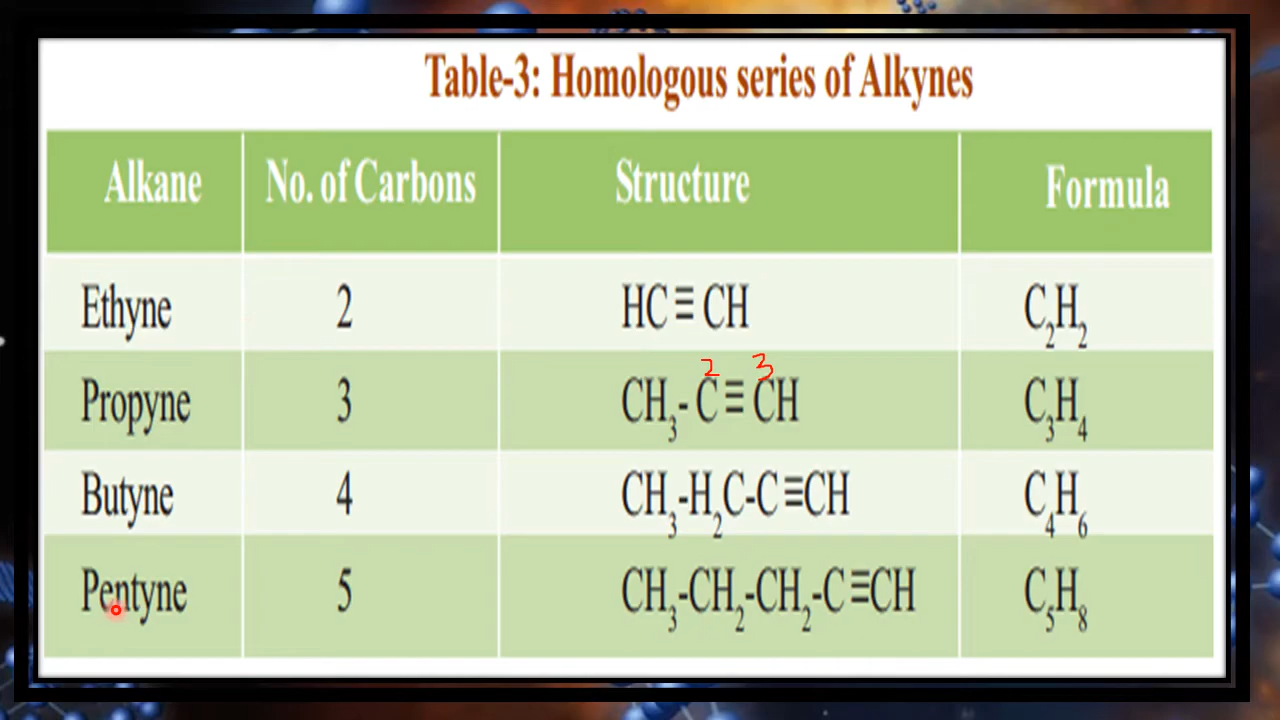 Table-3: Homologous series of Alkynes
Alkane No. of Carbons Structure Formula
Ethyne 2 HC≡CH C₂H₂
2 3
Propyne 3 CH₃-C≡CH C₃H₄
Butyne 4 CH₃-H₂C-C≡CH C₄H₆
Pentyne 5 CH₃-CH₂-CH₂-C≡CH C₅H₈